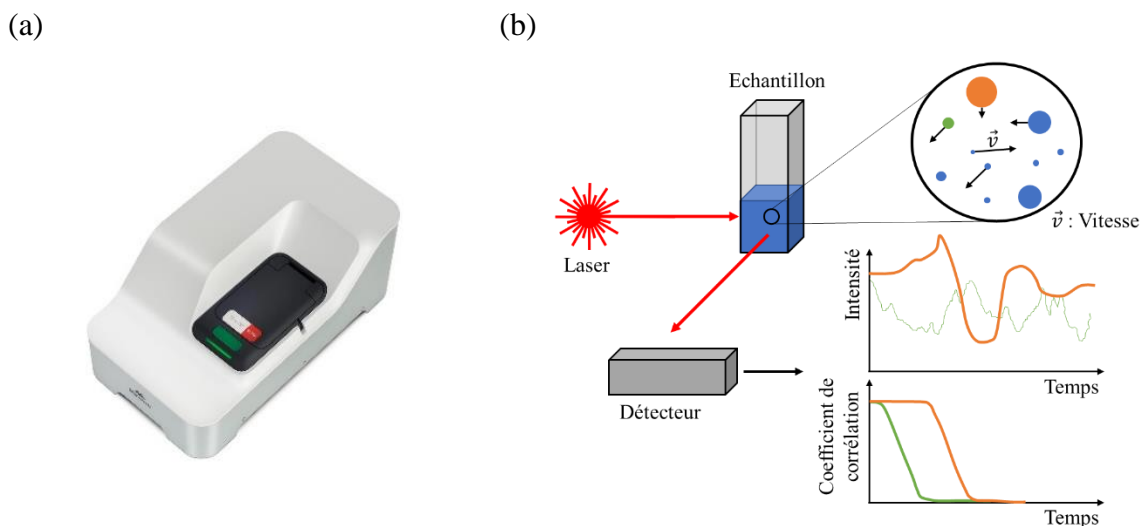 (a)
(b)
Echantillon
v⃗
v⃗ : Vitesse
Laser
Détecteur
Intensité
Temps
Coefficient de
corrélation
Temps